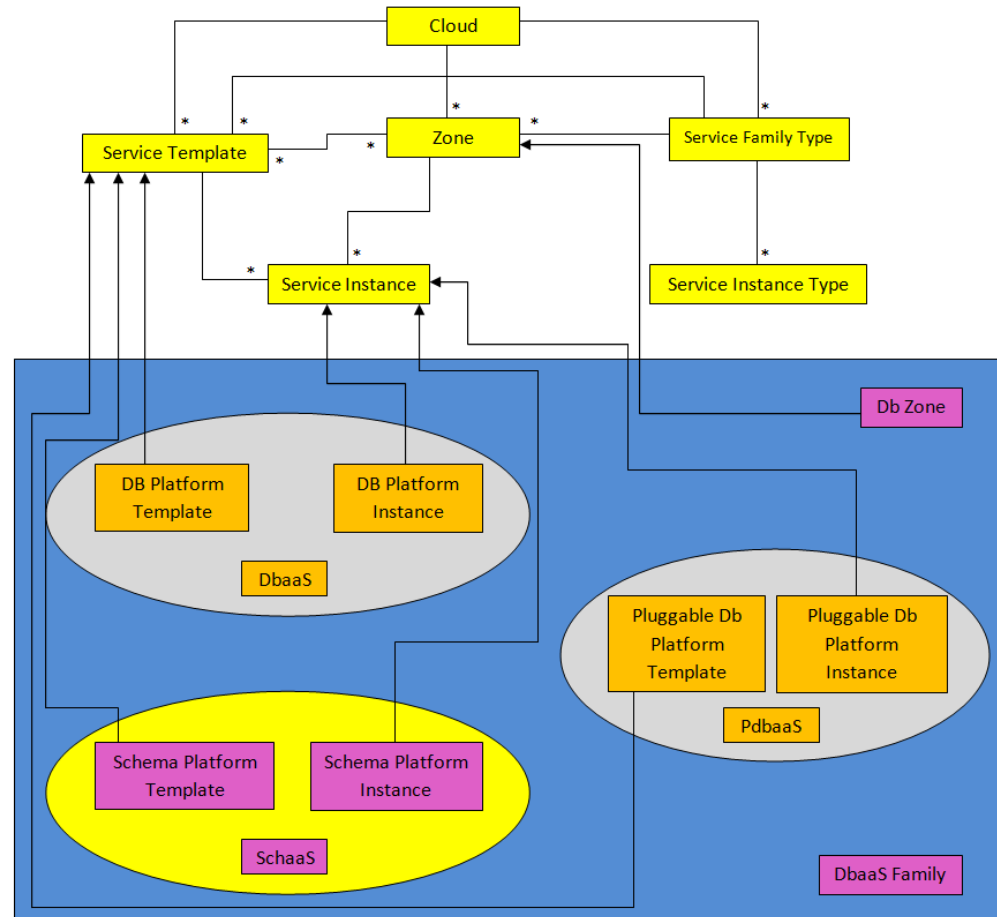 Cloud
*
*
*
*
*
Service Template
*
*
Zone
*
Service Family Type
*
*
*
Service Instance
Service Instance Type
Db Zone
DB Platform
Template
DB Platform
Instance
DbaaS
Pluggable Db
Platform
Template
Pluggable Db
Platform
Instance
PdbaaS
Schema Platform
Template
Schema Platform
Instance
SchaaS
DbaaS Family